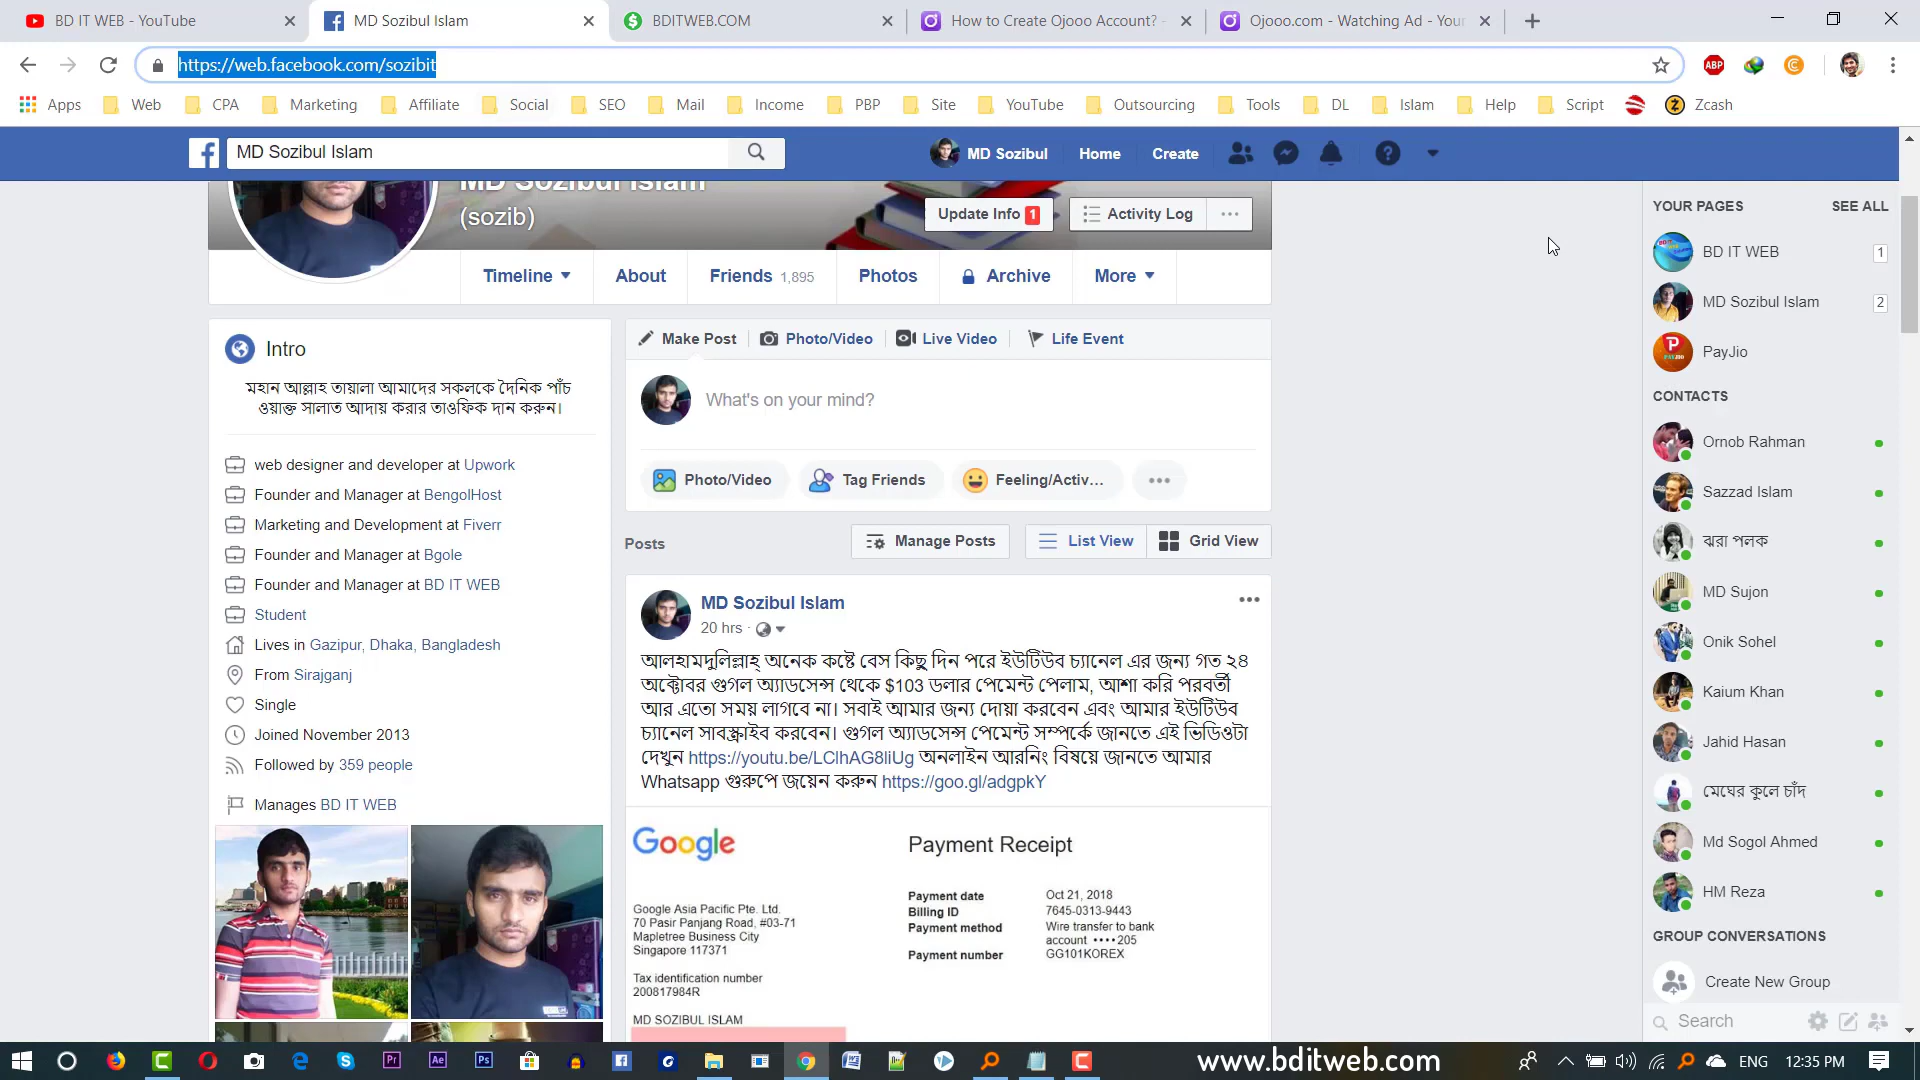 BD IT WEB - YouTube
MD Sozibul Islam
BDITWEB.COM
How to Create Ojooo Account? -
Ojooo.com - Watching Ad - Your
https://web.facebook.com/sozibit
ABP
Apps Web CPA Marketing Affiliate Social SEO Mail Income PBP Site YouTube Outsourcing Tools DL Islam Help Script Zcash
MD Sozibul Islam
MD Sozibul Home Create
MD Sozibul Islam
(sozib)
Update Info 1
Activity Log
Timeline About Friends 1,895 Photos Archive More
Intro
মহান আল্লাহ তায়ালা আমাদের সকলকে দৈনিক পাঁচ
ওয়াক্ত সালাত আদায় করার তাওফিক দান করুন।
web designer and developer at Upwork
Founder and Manager at BengolHost
Marketing and Development at Fiverr
Founder and Manager at Bgole
Founder and Manager at BD IT WEB
Student
Lives in Gazipur, Dhaka, Bangladesh
From Sirajganj
Single
Joined November 2013
Followed by 359 people
Manages BD IT WEB
Make Post Photo/Video Live Video Life Event
What's on your mind?
Photo/Video Tag Friends Feeling/Activ...
Posts
Manage Posts List View Grid View
MD Sozibul Islam
20 hrs ·
আলহামদুলিল্লাহ্ অনেক কষ্টে বেস কিছু দিন পরে ইউটিউব চ্যানেল এর জন্য গত ২৪
অক্টোবর গুগল অ্যাডসেন্স থেকে $103 ডলার পেমেন্ট পেলাম, আশা করি পরবর্তী
আর এতো সময় লাগবে না। সবাই আমার জন্য দোয়া করবেন এবং আমার ইউটিউব
চ্যানেল সাবস্ক্রাইব করবেন। গুগল অ্যাডসেন্স পেমেন্ট সম্পর্কে জানতে এই ভিডিওটা
দেখুন https://youtu.be/LClhAG8liUg অনলাইন আরনিং বিষয়ে জানতে আমার
Whatsapp গুরুপে জয়েন করুন https://goo.gl/adgpkY
Google
Payment Receipt
Google Asia Pacific Pte. Ltd.
70 Pasir Panjang Road, #03-71
Mapletree Business City
Singapore 117371
Tax identification number
200817984R
MD SOZIBUL ISLAM
Payment date Oct 21, 2018
Billing ID 7645-0313-9443
Payment method Wire transfer to bank
account ••••205
Payment number GG101KOREX
YOUR PAGES SEE ALL
BD IT WEB 1
MD Sozibul Islam 2
PayJio
CONTACTS
Ornob Rahman
Sazzad Islam
ঝরা পলক
MD Sujon
Onik Sohel
Kaium Khan
Jahid Hasan
মেঘের কুলে চাঁদ
Md Sogol Ahmed
HM Reza
GROUP CONVERSATIONS
Create New Group
Search
www.bditweb.com
ENG 12:35 PM